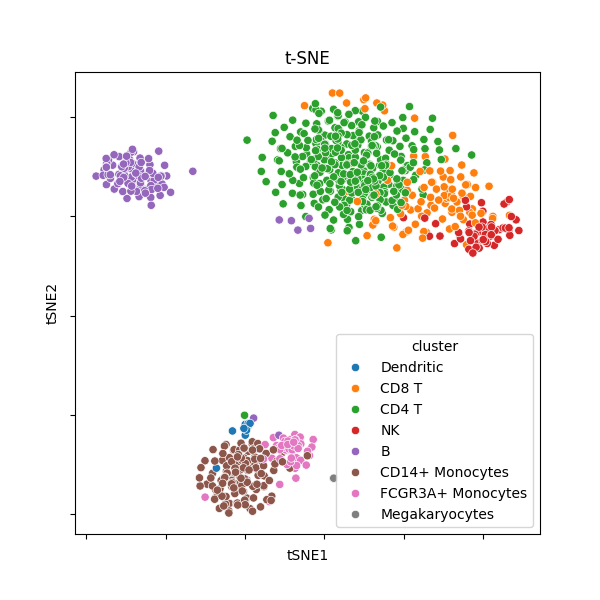 t-SNE
tSNE2
cluster
Dendritic
CD8 T
CD4 T
NK
B
CD14+ Monocytes
FCGR3A+ Monocytes
Megakaryocytes
tSNE1